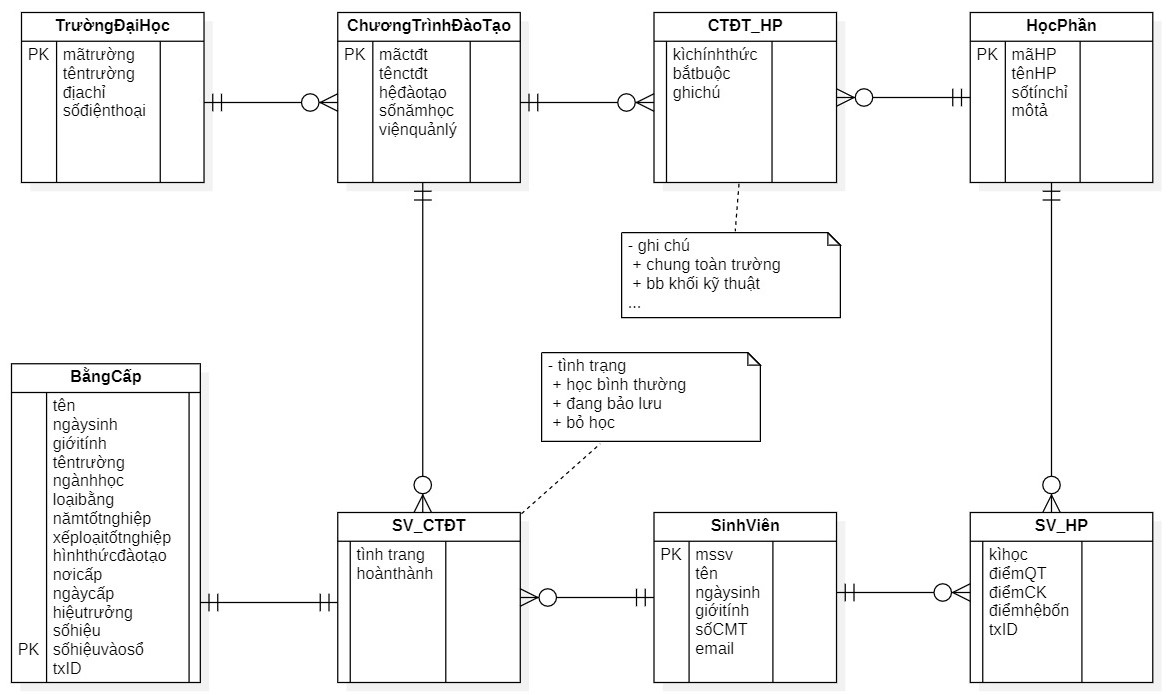 TrườngĐạiHọc
PK
mãtrường
têntrường
địachỉ
sốđiệnthoại
ChươngTrìnhĐàoTạo
PK
mãctđt
tênctđt
hệđàotạo
sốnămhọc
việnquảnlý
CTĐT_HP
kìchínhthức
bắtbuộc
ghichú
HọcPhần
PK
mãHP
tênHP
sốtínchỉ
môtả
- ghi chú
+ chung toàn trường
+ bb khối kỹ thuật
...
- tình trạng
+ học bình thường
+ đang bảo lưu
+ bỏ học
BằngCấp
tên
ngàysinh
giớitính
têntrường
ngànhhọc
loạibằng
nămtốtnghiệp
xếploạitốtnghiệp
hìnhthứcđàotạo
nơicấp
ngàycấp
hiệutrưởng
sốhiệu
PK
sốhiệuvàosổ
txID
SV_CTĐT
tình trang
hoànthành
SinhViên
PK
mssv
tên
ngàysinh
giớitính
sốCMT
email
SV_HP
kìhọc
điểmQT
điểmCK
điểmhệbốn
txID